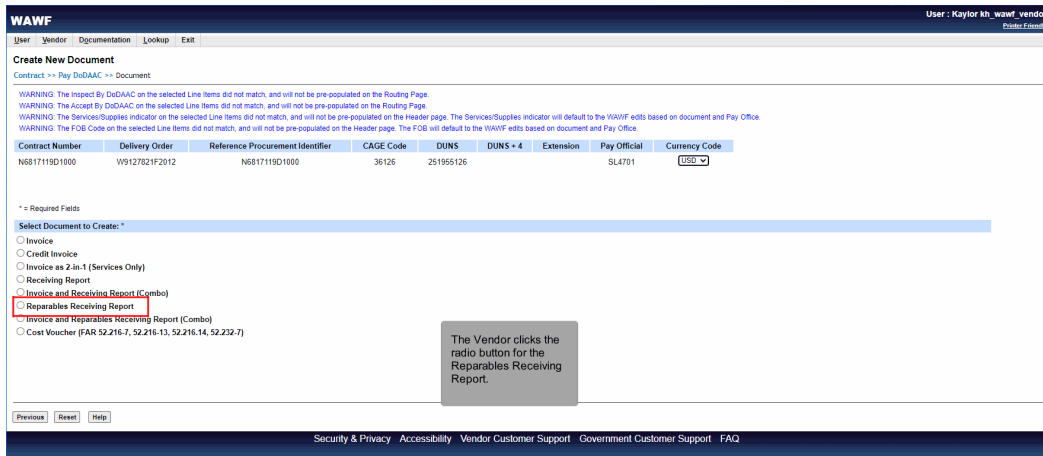 WAWF
User : Kaylor kh_wawf_vendo
Printer Friend
User Vendor Documentation Lookup Exit
Create New Document
Contract >> Pay DoDAAC >> Document
WARNING: The Inspect By DoDAAC on the selected Line Items did not match, and will not be pre-populated on the Routing Page.
WARNING: The Accept By DoDAAC on the selected Line Items did not match, and will not be pre-populated on the Routing Page.
WARNING: The Services/Supplies indicator on the selected Line Items did not match, and will not be pre-populated on the Header page. The Services/Supplies indicator will default to the WAWF edits based on document and Pay Office.
WARNING: The FOB Code on the selected Line Items did not match, and will not be pre-populated on the Header page. The FOB will default to the WAWF edits based on document and Pay Office.
Contract Number Delivery Order Reference Procurement Identifier CAGE Code DUNS DUNS + 4 Extension Pay Official Currency Code
N6817119D1000 W9127821F2012 N6817119D1000 36126 251955126 SL4701 USD
* = Required Fields
Select Document to Create: *
Invoice
Credit Invoice
Invoice as 2-in-1 (Services Only)
Receiving Report
Invoice and Receiving Report (Combo)
Reparables Receiving Report
Invoice and Reparables Receiving Report (Combo)
Cost Voucher (FAR 52.216-7, 52.216-13, 52.216.14, 52.232-7)
The Vendor clicks the
radio button for the
Reparables Receiving
Report.
Previous Reset Help
Security & Privacy Accessibility Vendor Customer Support Government Customer Support FAQ